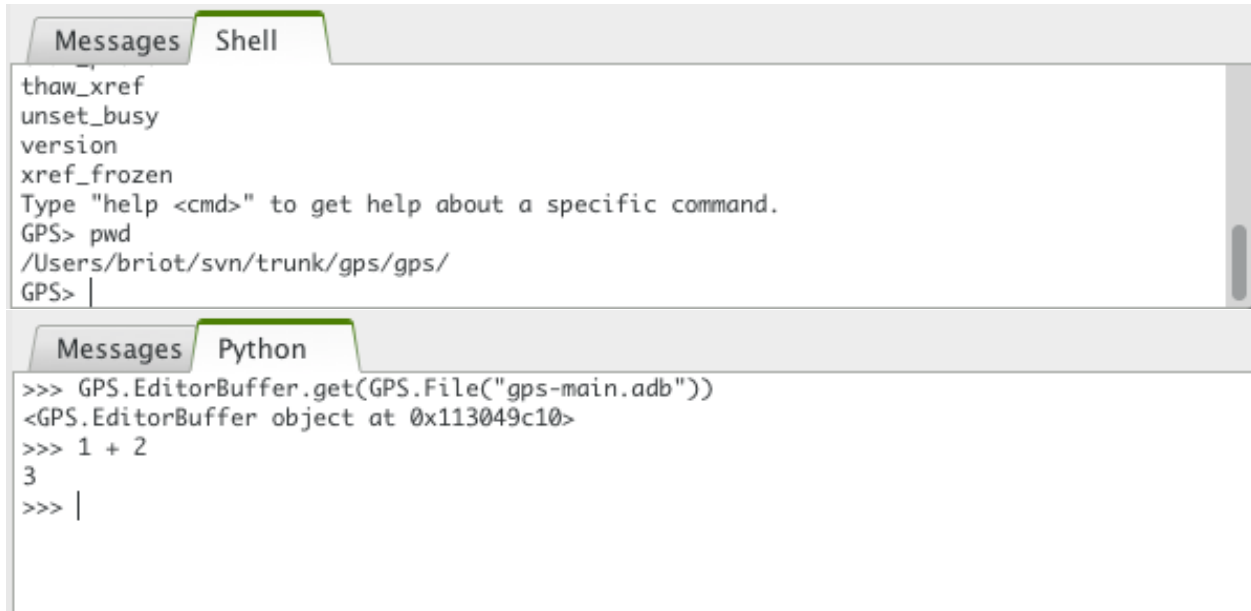 Messages Shell
thaw_xref
unset_busy
version
xref_frozen
Type "help <cmd>" to get help about a specific command.
GPS> pwd
/Users/briot/svn/trunk/gps/gps/
GPS>
Messages Python
>>> GPS.EditorBuffer.get(GPS.File("gps-main.adb"))
<GPS.EditorBuffer object at 0x113049c10>
>>> 1 + 2
3
>>>